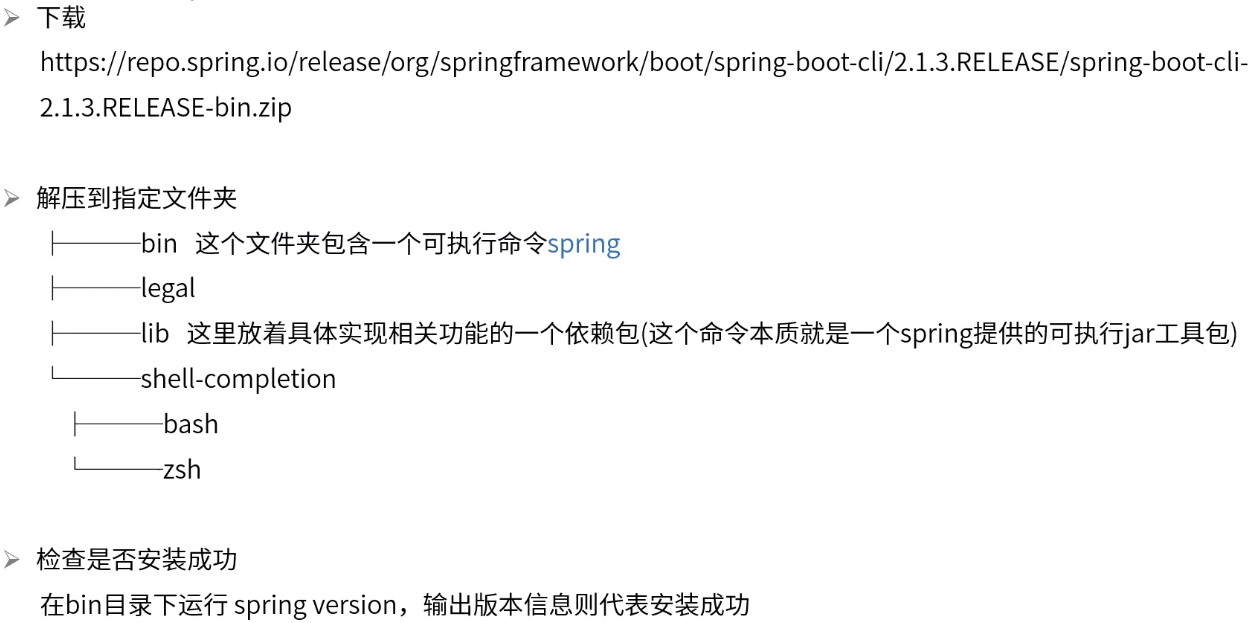 下载
https://repo.spring.io/release/org/springframework/boot/spring-boot-cli/2.1.3.RELEASE/spring-boot-cli-
2.1.3.RELEASE-bin.zip
解压到指定文件夹
├────bin 这个文件夹包含一个可执行命令spring
├────legal
├────lib 这里放着具体实现相关功能的一个依赖包(这个命令本质就是一个spring提供的可执行jar工具包)
└────shell-completion
├────bash
└────zsh
检查是否安装成功
在bin目录下运行 spring version，输出版本信息则代表安装成功